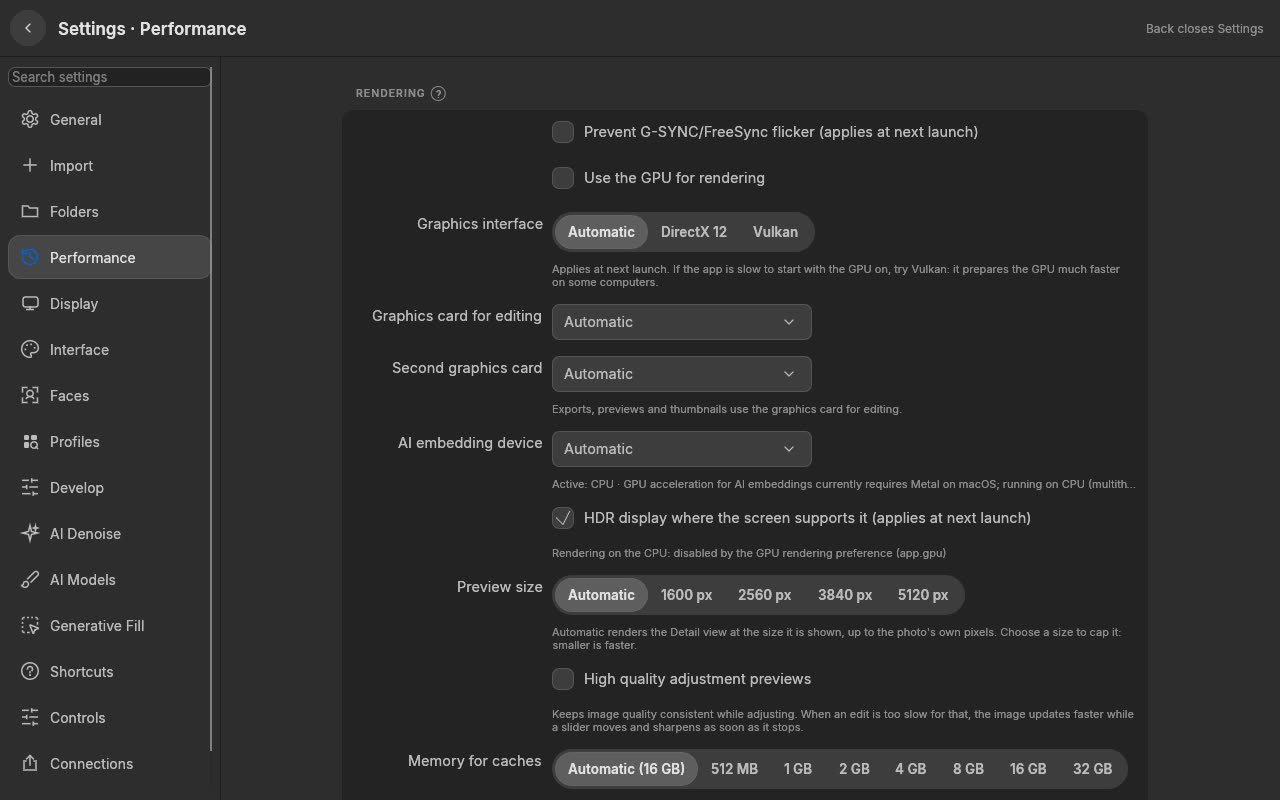 Settings · Performance
Back closes Settings
Search settings
General
Import
Folders
Performance
Display
Interface
Faces
Profiles
Develop
AI Denoise
AI Models
Generative Fill
Shortcuts
Controls
Connections
RENDERING ?
Prevent G-SYNC/FreeSync flicker (applies at next launch)
Use the GPU for rendering
Graphics interface Automatic DirectX 12 Vulkan
Applies at next launch. If the app is slow to start with the GPU on, try Vulkan: it prepares the GPU much faster
on some computers.
Graphics card for editing Automatic
Second graphics card Automatic
Exports, previews and thumbnails use the graphics card for editing.
AI embedding device Automatic
Active: CPU · GPU acceleration for AI embeddings currently requires Metal on macOS; running on CPU (multith...
HDR display where the screen supports it (applies at next launch)
Rendering on the CPU: disabled by the GPU rendering preference (app.gpu)
Preview size Automatic 1600 px 2560 px 3840 px 5120 px
Automatic renders the Detail view at the size it is shown, up to the photo's own pixels. Choose a size to cap it:
smaller is faster.
High quality adjustment previews
Keeps image quality consistent while adjusting. When an edit is too slow for that, the image updates faster while
a slider moves and sharpens as soon as it stops.
Memory for caches Automatic (16 GB) 512 MB 1 GB 2 GB 4 GB 8 GB 16 GB 32 GB